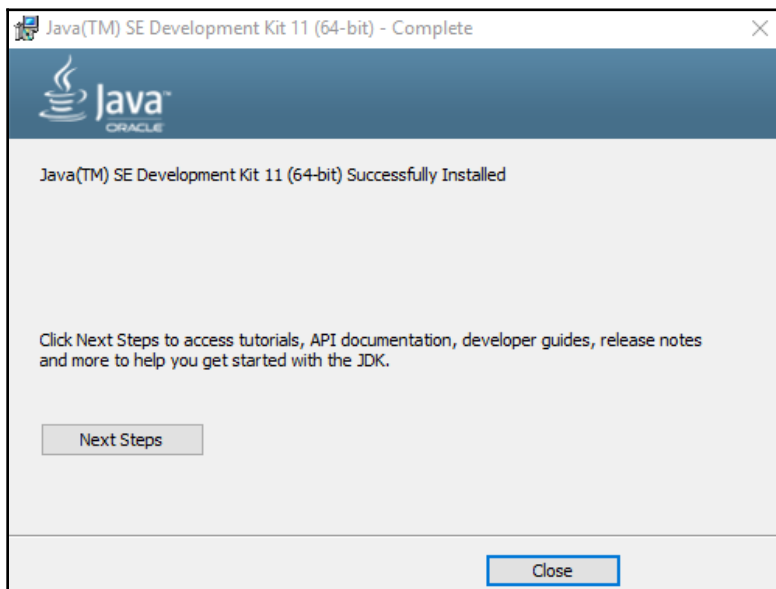 Java(TM) SE Development Kit 11 (64-bit) - Complete
Java™
ORACLE
Java(TM) SE Development Kit 11 (64-bit) Successfully Installed
Click Next Steps to access tutorials, API documentation, developer guides, release notes
and more to help you get started with the JDK.
Next Steps
Close